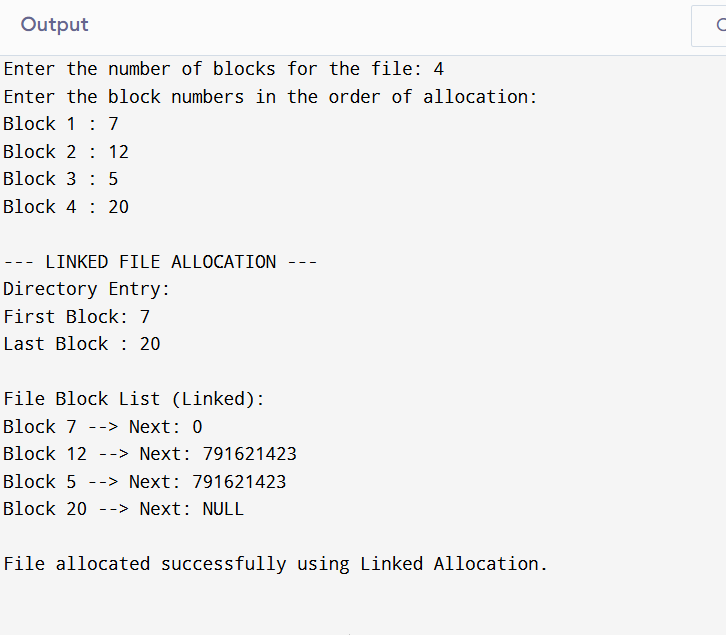 Output
Enter the number of blocks for the file: 4
Enter the block numbers in the order of allocation:
Block 1 : 7
Block 2 : 12
Block 3 : 5
Block 4 : 20
--- LINKED FILE ALLOCATION ---
Directory Entry:
First Block: 7
Last Block : 20
File Block List (Linked):
Block 7 --> Next: 0
Block 12 --> Next: 791621423
Block 5 --> Next: 791621423
Block 20 --> Next: NULL
File allocated successfully using Linked Allocation.